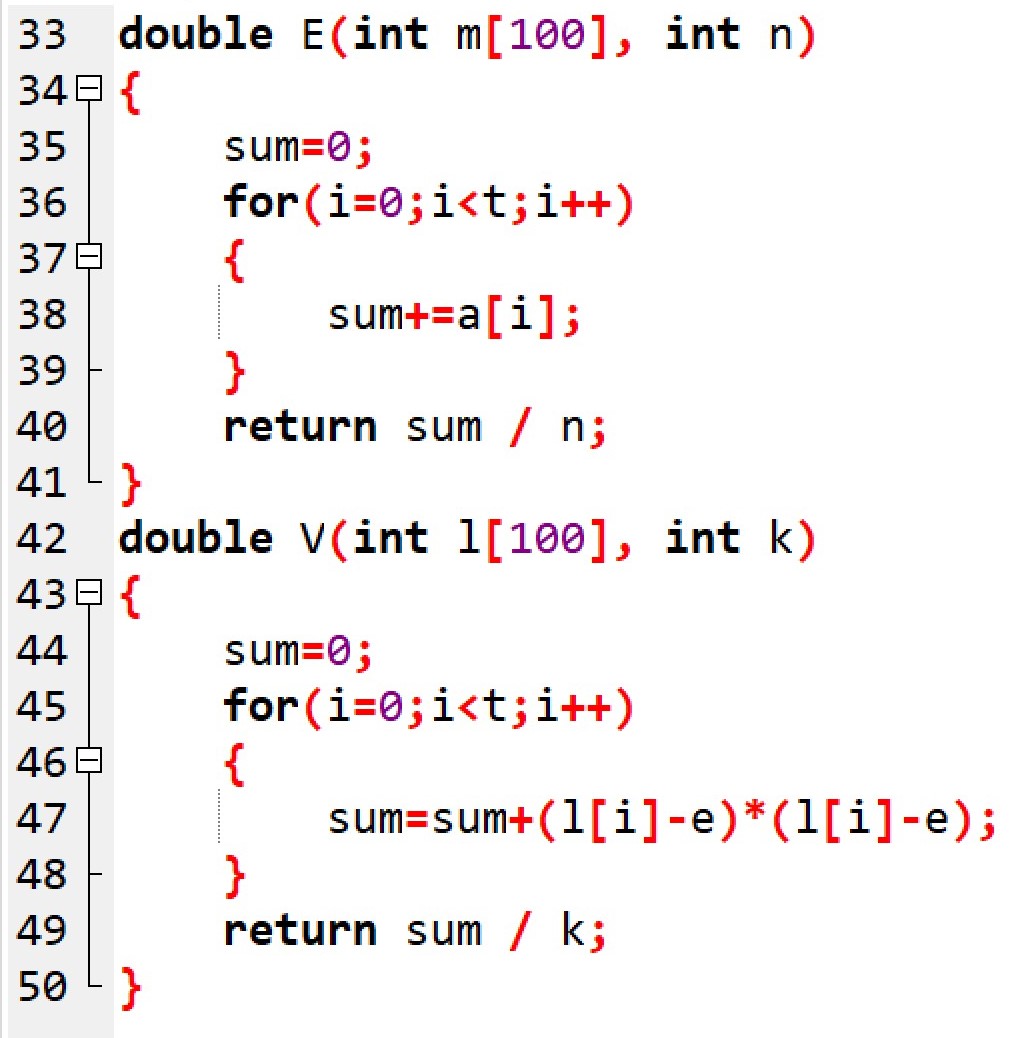 33 double E(int m[100], int n)
34 {
35 sum=0;
36 for(i=0;i<t;i++)
37 {
38 sum+=a[i];
39 }
40 return sum / n;
41 }
42 double V(int l[100], int k)
43 {
44 sum=0;
45 for(i=0;i<t;i++)
46 {
47 sum=sum+(l[i]-e)*(l[i]-e);
48 }
49 return sum / k;
50 }